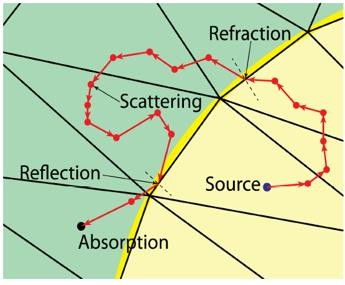 Refraction
Scattering
Reflection
Source
Absorption